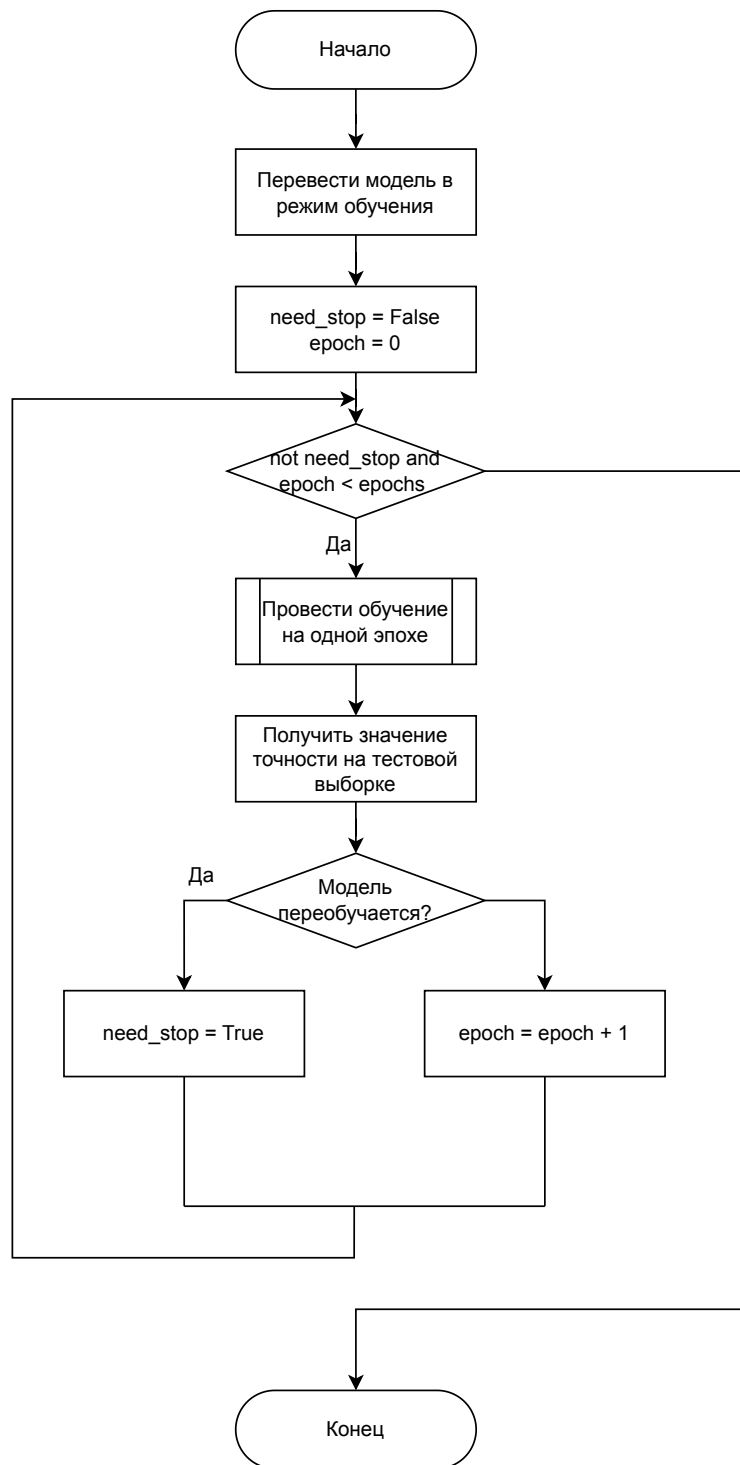 Начало
Перевести модель в
режим обучения
need_stop = False
epoch = 0
not need_stop and
epoch < epochs
Да
Провести обучение
на одной эпохе
Получить значение
точности на тестовой
выборке
Да
Модель
переобучается?
need_stop = True
epoch = epoch + 1
Конец